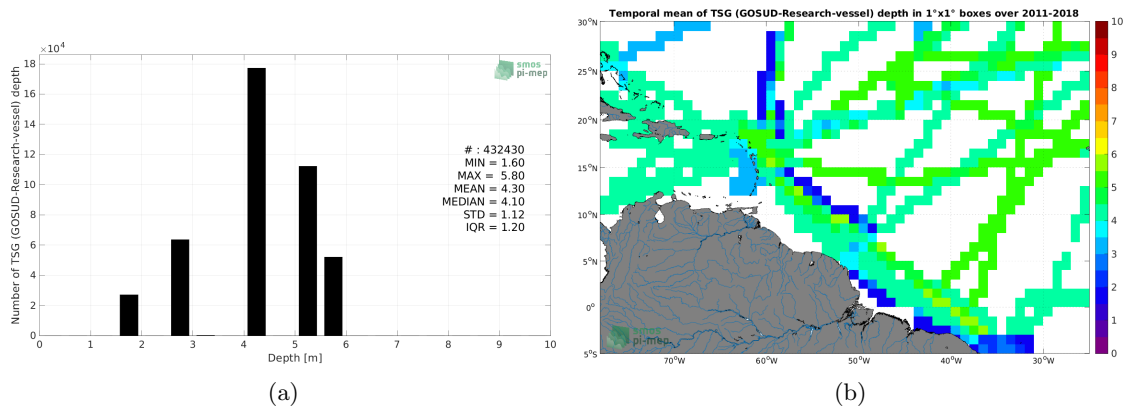 ×10⁴
18
16
14
12
10
8
6
4
2
0
Number of TSG (GOSUD-Research-vessel) depth
0 1 2 3 4 5 6 7 8 9 10
Depth [m]
smos
pi-mep
# : 432430
MIN = 1.60
MAX = 5.80
MEAN = 4.30
MEDIAN = 4.10
STD = 1.12
IQR = 1.20
(a)
Temporal mean of TSG (GOSUD-Research-vessel) depth in 1°x1° boxes over 2011-2018
30°N
25°N
20°N
15°N
10°N
5°N
0°
5°S
70°W 60°W 50°W 40°W 30°W
smos
pi-mep
10
9
8
7
6
5
4
3
2
1
0
(b)